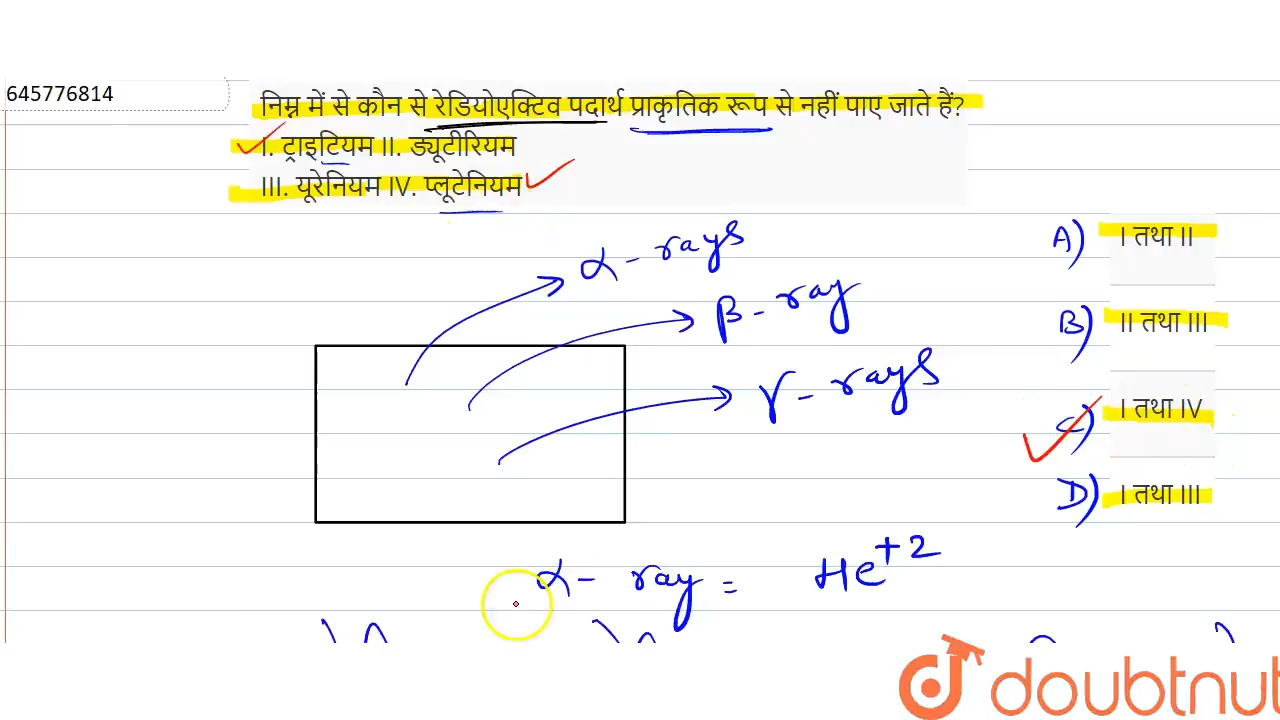 645776814
निम्न में से कौन से रेडियोएक्टिव पदार्थ प्राकृतिक रूप से नहीं पाए जाते हैं?
I. ट्राइटियम II. ड्यूटीरियम
III. यूरेनियम IV. प्लूटेनियम
α - rays
β - ray
γ - rays
A) I तथा II
B) II तथा III
C) I तथा IV
D) I तथा III
α - ray = He+2
doubtnut